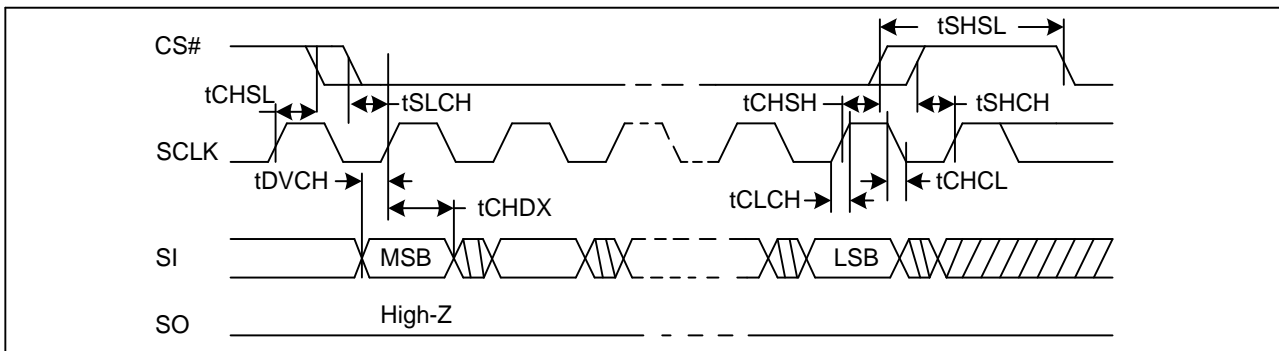 tSHSL
CS#
tCHSL
tSLCH
tCHSH
tSHCH
SCLK
tDVCH
tCHDX
tCLCH
tCHCL
SI
MSB
LSB
SO
High-Z